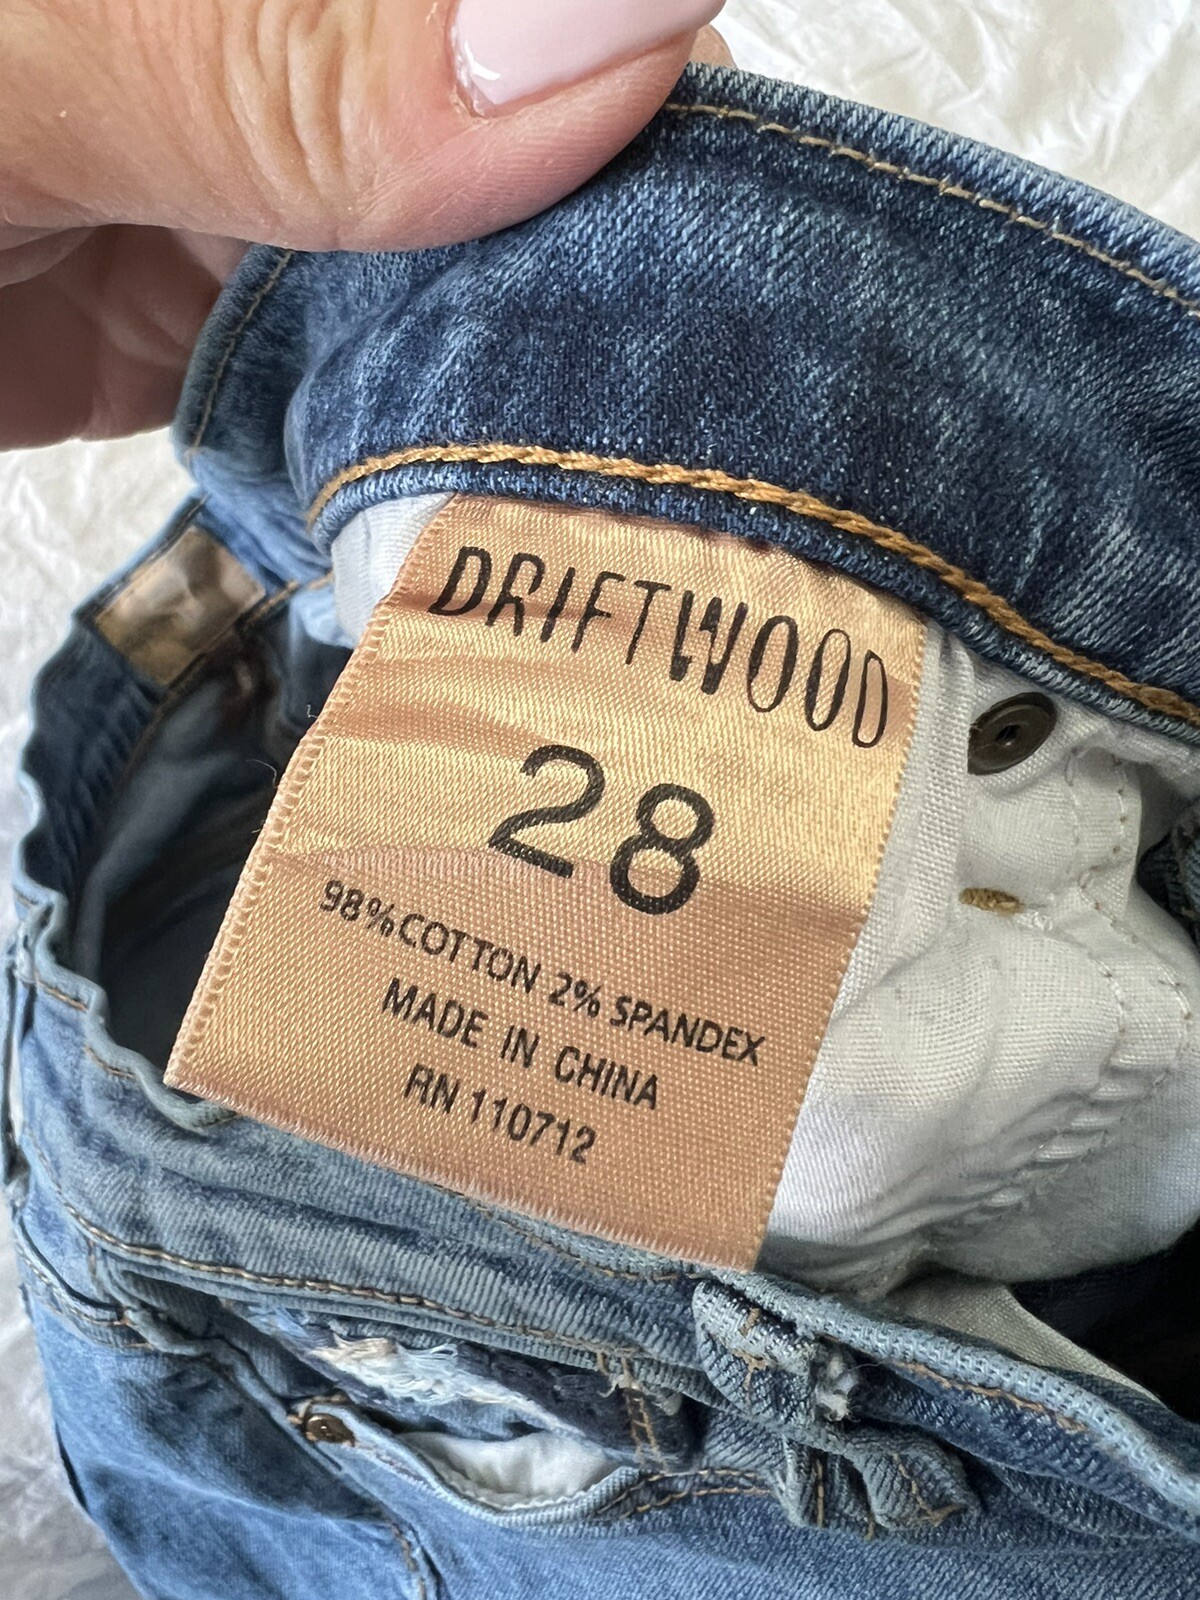 DRIFTWOOD
28
98% COTTON 2% SPANDEX
MADE IN CHINA
RN 110712